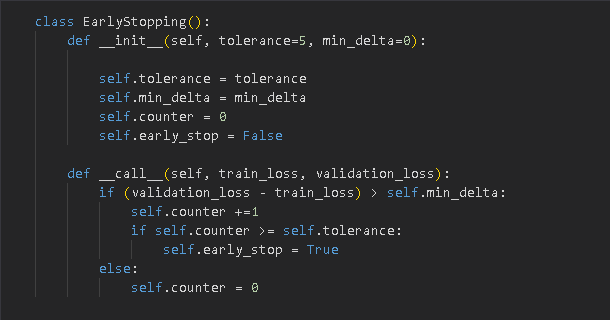 class EarlyStopping():
    def __init__(self, tolerance=5, min_delta=0):

        self.tolerance = tolerance
        self.min_delta = min_delta
        self.counter = 0
        self.early_stop = False

    def __call__(self, train_loss, validation_loss):
        if (validation_loss - train_loss) > self.min_delta:
            self.counter +=1
            if self.counter >= self.tolerance:
                self.early_stop = True
        else:
            self.counter = 0